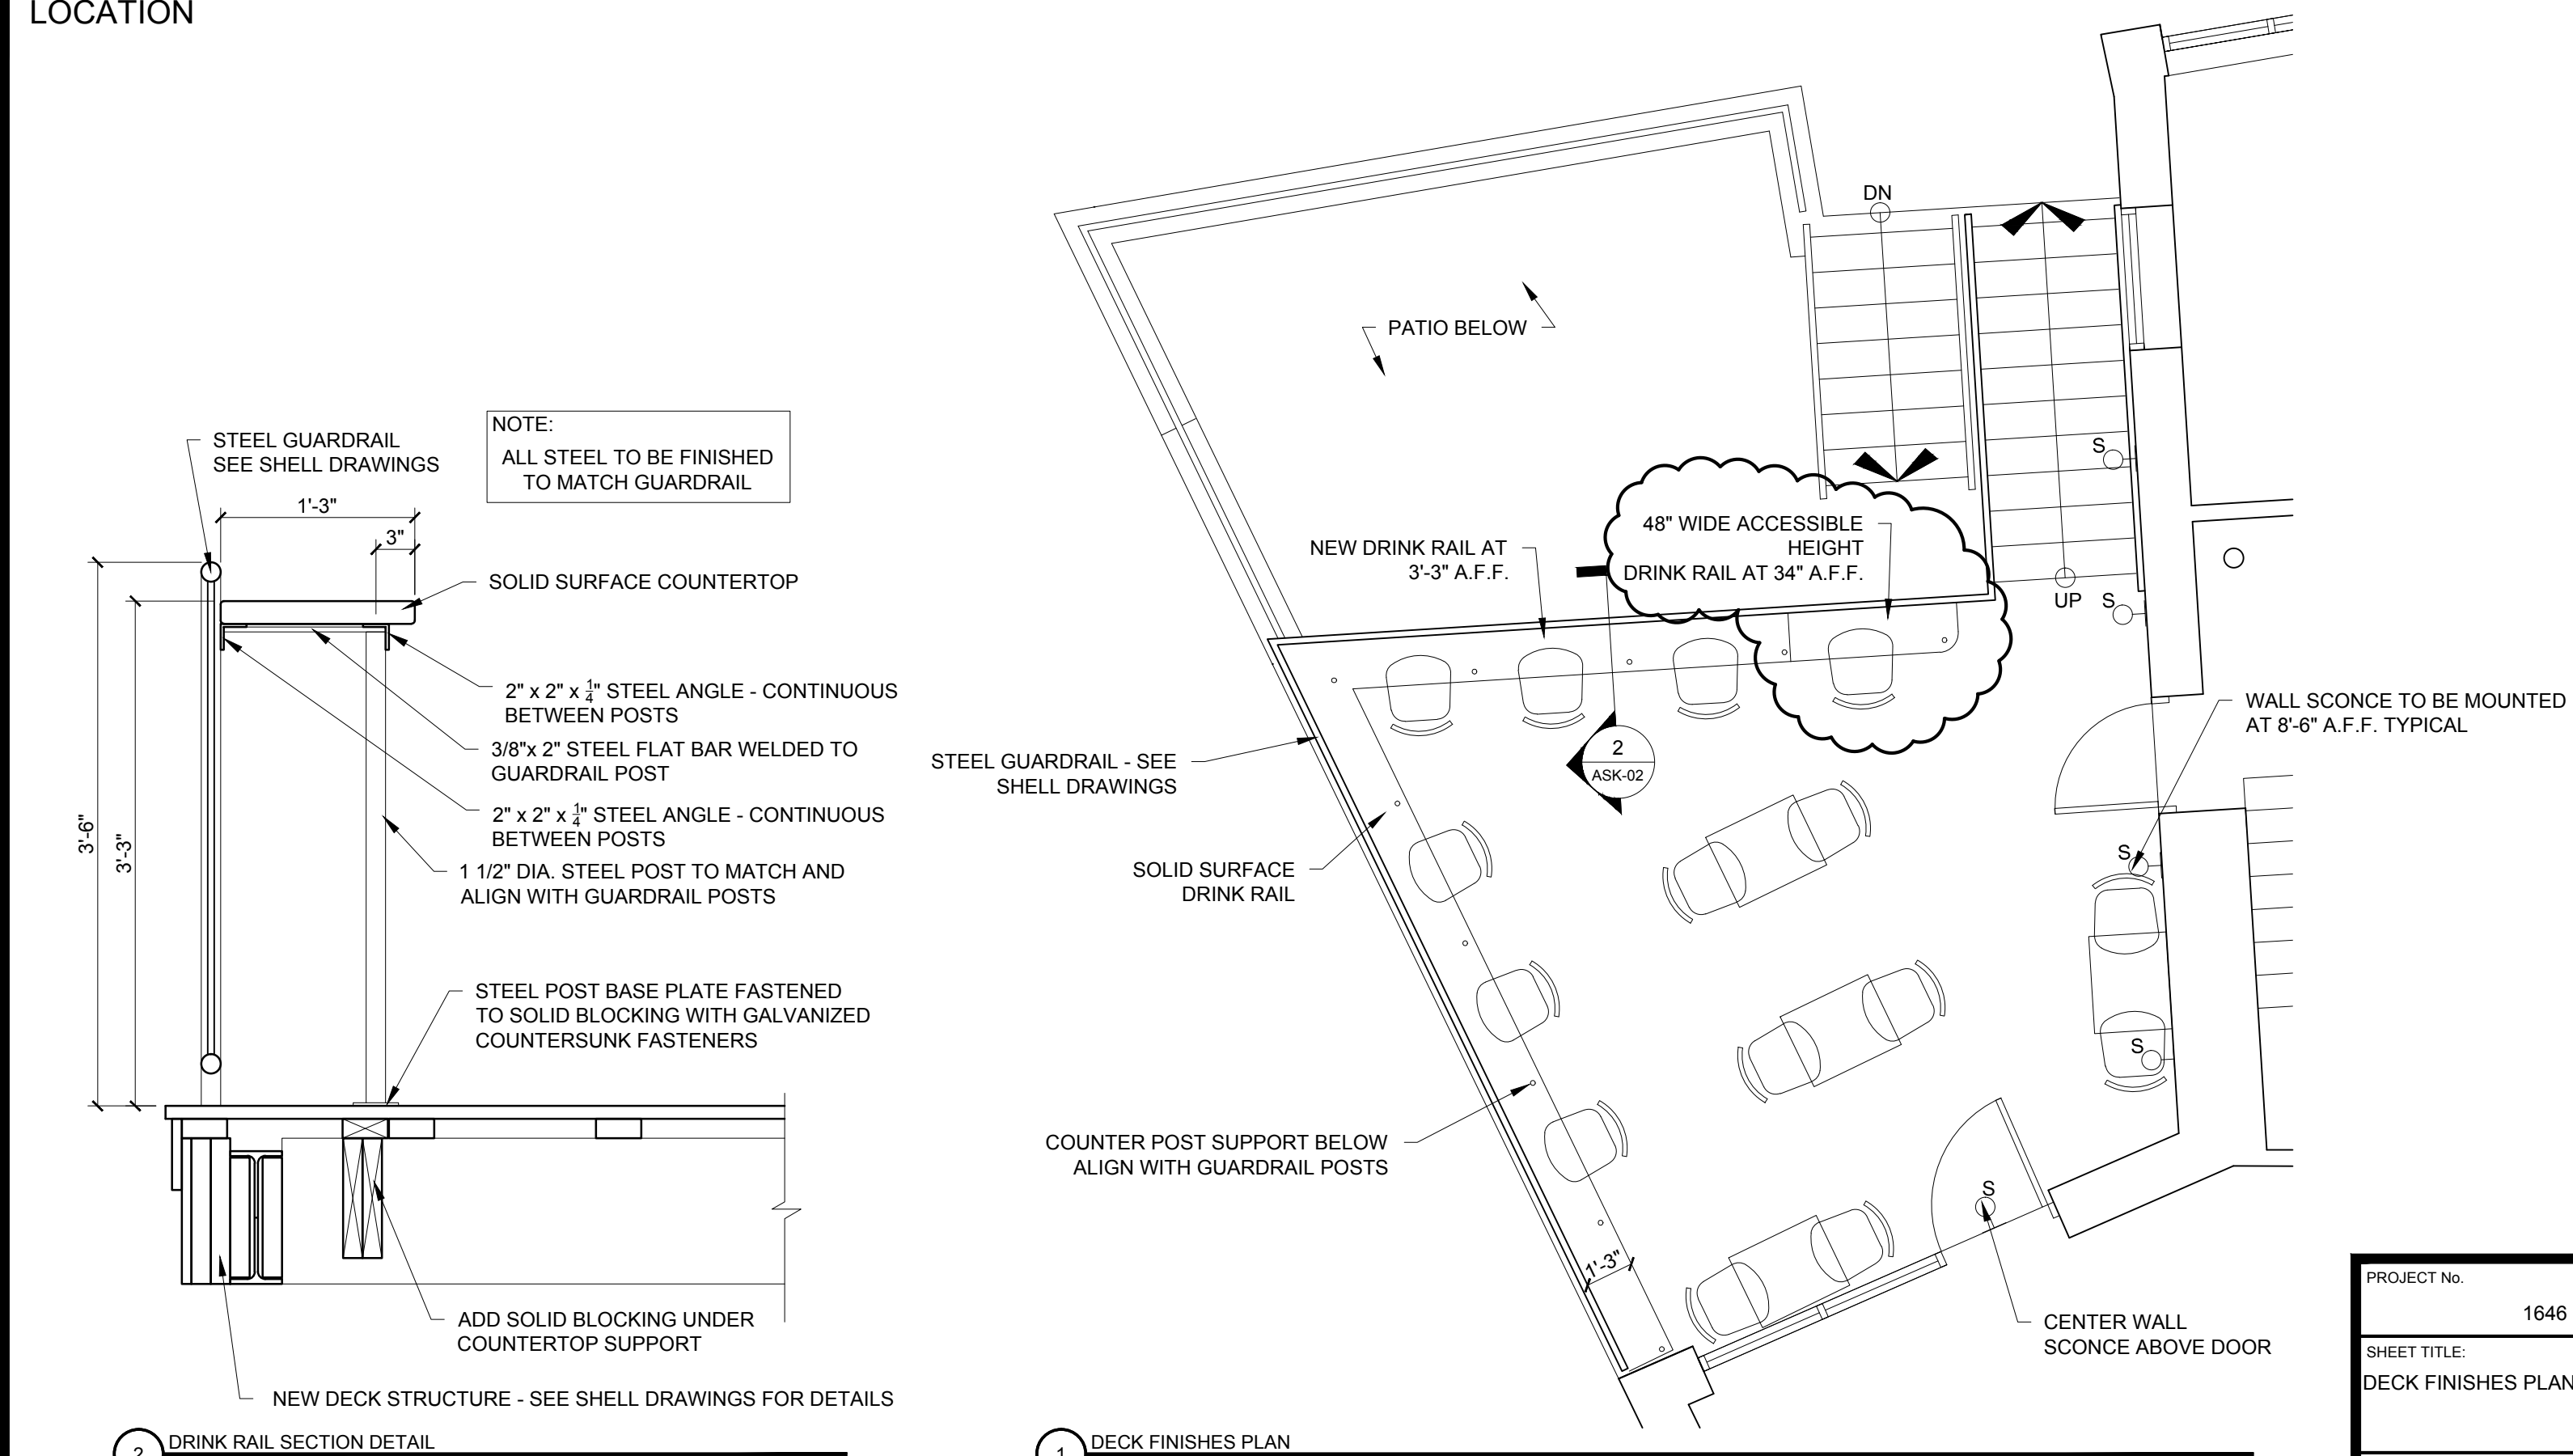 LOCATION
STEEL GUARDRAIL
SEE SHELL DRAWINGS
NOTE:
ALL STEEL TO BE FINISHED
TO MATCH GUARDRAIL
1'-3"
3"
SOLID SURFACE COUNTERTOP
2" x 2" x 1/4" STEEL ANGLE - CONTINUOUS
BETWEEN POSTS
3/8"x 2" STEEL FLAT BAR WELDED TO
GUARDRAIL POST
2" x 2" x 1/4" STEEL ANGLE - CONTINUOUS
BETWEEN POSTS
1 1/2" DIA. STEEL POST TO MATCH AND
ALIGN WITH GUARDRAIL POSTS
3'-6"
3'-3"
STEEL POST BASE PLATE FASTENED
TO SOLID BLOCKING WITH GALVANIZED
COUNTERSUNK FASTENERS
ADD SOLID BLOCKING UNDER
COUNTERTOP SUPPORT
NEW DECK STRUCTURE - SEE SHELL DRAWINGS FOR DETAILS
2
DRINK RAIL SECTION DETAIL
DN
PATIO BELOW
S
48" WIDE ACCESSIBLE
HEIGHT
DRINK RAIL AT 34" A.F.F.
NEW DRINK RAIL AT
3'-3" A.F.F.
UP
S
WALL SCONCE TO BE MOUNTED
AT 8'-6" A.F.F. TYPICAL
STEEL GUARDRAIL - SEE
SHELL DRAWINGS
2
ASK-02
SOLID SURFACE
DRINK RAIL
S
S
COUNTER POST SUPPORT BELOW
ALIGN WITH GUARDRAIL POSTS
S
1'-3"
CENTER WALL
SCONCE ABOVE DOOR
1
DECK FINISHES PLAN
PROJECT No.
1646
SHEET TITLE:
DECK FINISHES PLAN